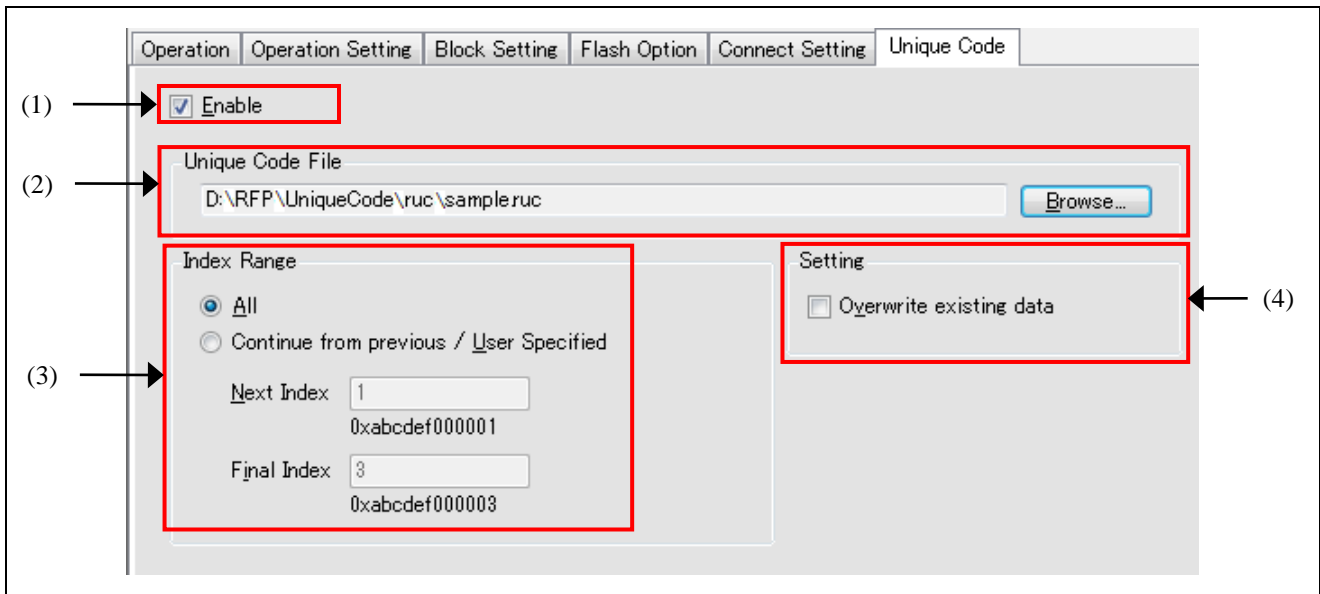 Operation Operation Setting Block Setting Flash Option Connect Setting Unique Code
(1) Enable
Unique Code File
(2) D:\RFP\UniqueCode\ruc\sample.ruc Browse...
Index Range Setting
All Overwrite existing data (4)
Continue from previous / User Specified
(3)
Next Index 1
0xabcdef000001
Final Index 3
0xabcdef000003